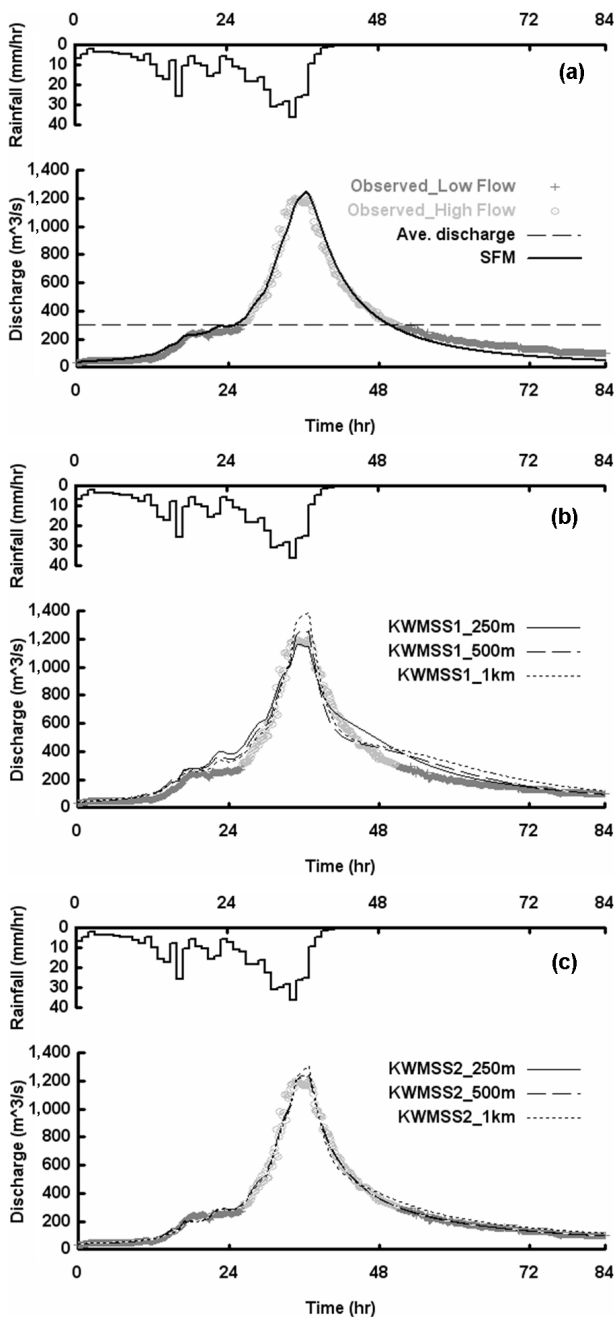 0 24 48 72 84
Rainfall (mm/hr)
0
10
20
30
40
(a)
Discharge (m^3/s)
1,400
1,200
1,000
800
600
400
200
0
Observed_Low Flow
Observed_High Flow
Ave. discharge
SFM
0 24 48 72 84
Time (hr)
0 24 48 72 84
Rainfall (mm/hr)
0
10
20
30
40
(b)
Discharge (m^3/s)
1,400
1,200
1,000
800
600
400
200
0
KWMSS1_250m
KWMSS1_500m
KWMSS1_1km
0 24 48 72 84
Time (hr)
0 24 48 72 84
Rainfall (mm/hr)
0
10
20
30
40
(c)
Discharge (m^3/s)
1,400
1,200
1,000
800
600
400
200
0
KWMSS2_250m
KWMSS2_500m
KWMSS2_1km
0 24 48 72 84
Time (hr)